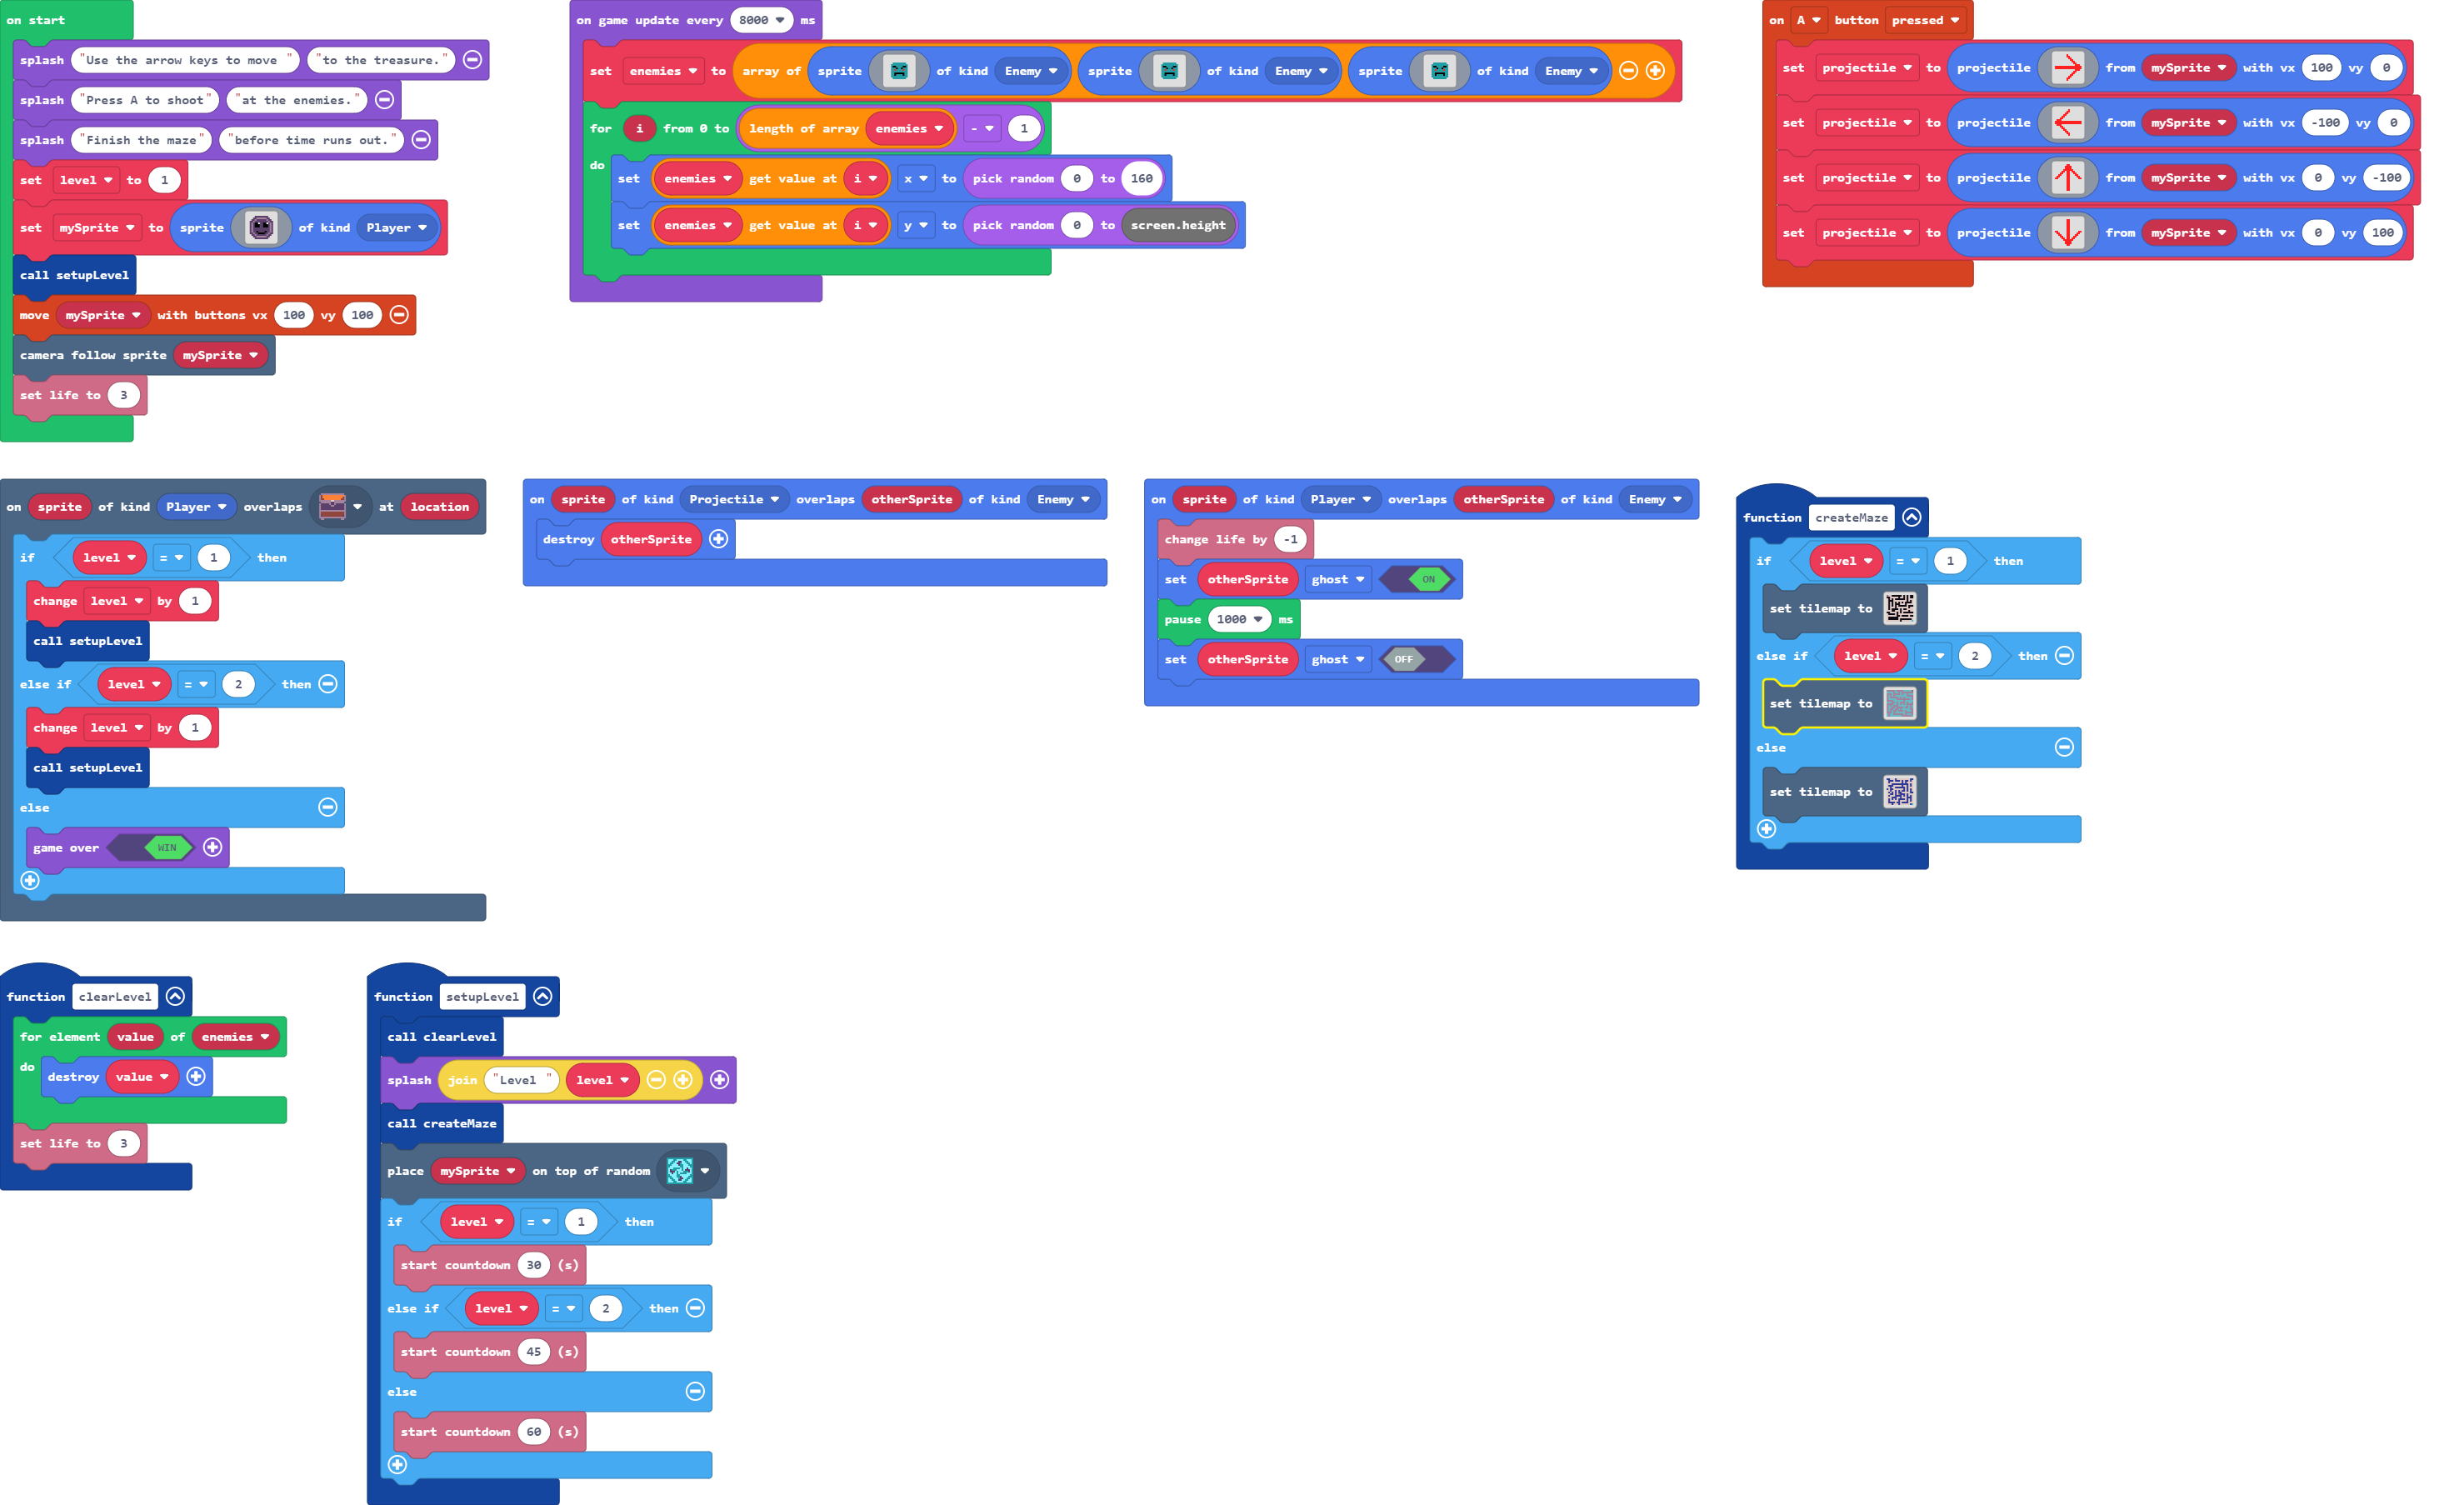 on start
splash "Use the arrow keys to move " "to the treasure."
splash "Press A to shoot" "at the enemies."
splash "Finish the maze" "before time runs out."
set level to 1
set mySprite to sprite of kind Player
call setupLevel
move mySprite with buttons vx 100 vy 100
camera follow sprite mySprite
set life to 3
on game update every 8000 ms
set enemies to array of sprite of kind Enemy sprite of kind Enemy sprite of kind Enemy
for i from 0 to length of array enemies - 1
do
set enemies get value at i x to pick random 0 to 160
set enemies get value at i y to pick random 0 to screen.height
on A button pressed
set projectile to projectile from mySprite with vx 100 vy 0
set projectile to projectile from mySprite with vx -100 vy 0
set projectile to projectile from mySprite with vx 0 vy -100
set projectile to projectile from mySprite with vx 0 vy 100
on sprite of kind Player overlaps at location
if level = 1 then
change level by 1
call setupLevel
else if level = 2 then
change level by 1
call setupLevel
else
game over WIN
on sprite of kind Projectile overlaps otherSprite of kind Enemy
destroy otherSprite
on sprite of kind Player overlaps otherSprite of kind Enemy
change life by -1
set otherSprite ghost ON
pause 1000 ms
set otherSprite ghost OFF
function createMaze
if level = 1 then
set tilemap to
else if level = 2 then
set tilemap to
else
set tilemap to
function clearLevel
for element value of enemies
do
destroy value
set life to 3
function setupLevel
call clearLevel
splash join "Level " level
call createMaze
place mySprite on top of random
if level = 1 then
start countdown 30 (s)
else if level = 2 then
start countdown 45 (s)
else
start countdown 60 (s)